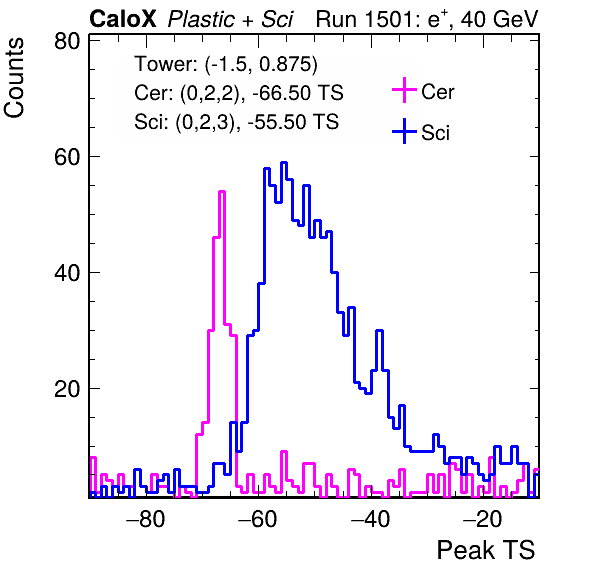 CaloX Plastic + Sci Run 1501: e⁺, 40 GeV
Counts
80
60
40
20
Tower: (-1.5, 0.875)
Cer: (0,2,2), -66.50 TS
Sci: (0,2,3), -55.50 TS
Cer
Sci
−80 −60 −40 −20
Peak TS